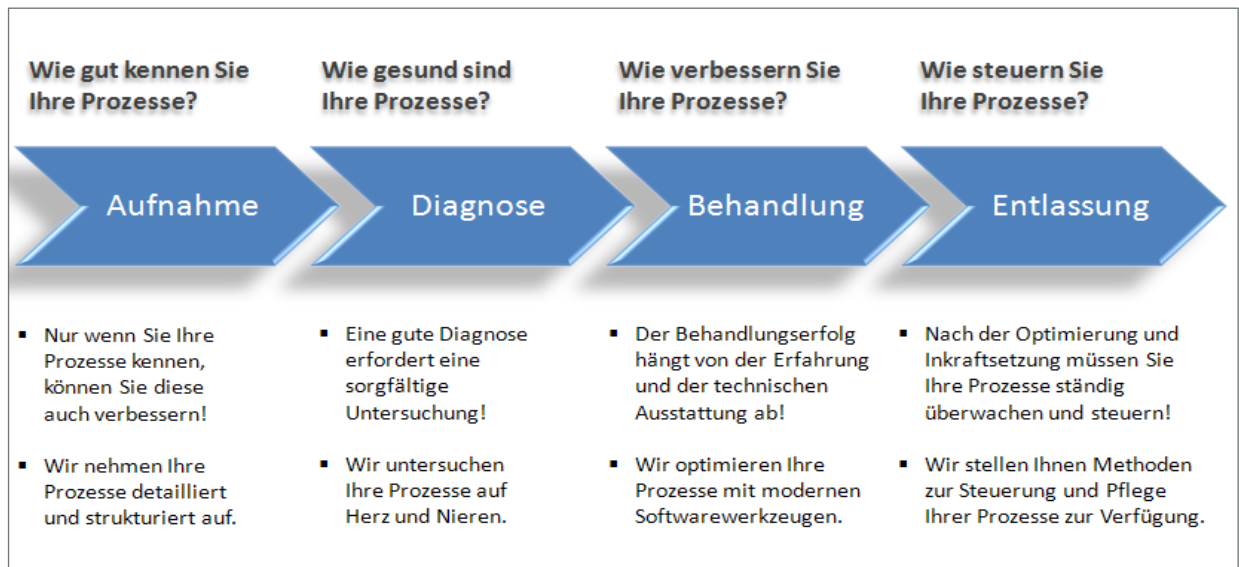 Wie gut kennen Sie
Ihre Prozesse?
Wie gesund sind
Ihre Prozesse?
Wie verbessern Sie
Ihre Prozesse?
Wie steuern Sie
Ihre Prozesse?
Aufnahme
Diagnose
Behandlung
Entlassung
▪ Nur wenn Sie Ihre
Prozesse kennen,
können Sie diese
auch verbessern!
▪ Wir nehmen Ihre
Prozesse detailliert
und strukturiert auf.
▪ Eine gute Diagnose
erfordert eine
sorgfältige
Untersuchung!
▪ Wir untersuchen
Ihre Prozesse auf
Herz und Nieren.
▪ Der Behandlungserfolg
hängt von der Erfahrung
und der technischen
Ausstattung ab!
▪ Wir optimieren Ihre
Prozesse mit modernen
Softwarewerkzeugen.
▪ Nach der Optimierung und
Inkraftsetzung müssen Sie
Ihre Prozesse ständig
überwachen und steuern!
▪ Wir stellen Ihnen Methoden
zur Steuerung und Pflege
Ihrer Prozesse zur Verfügung.